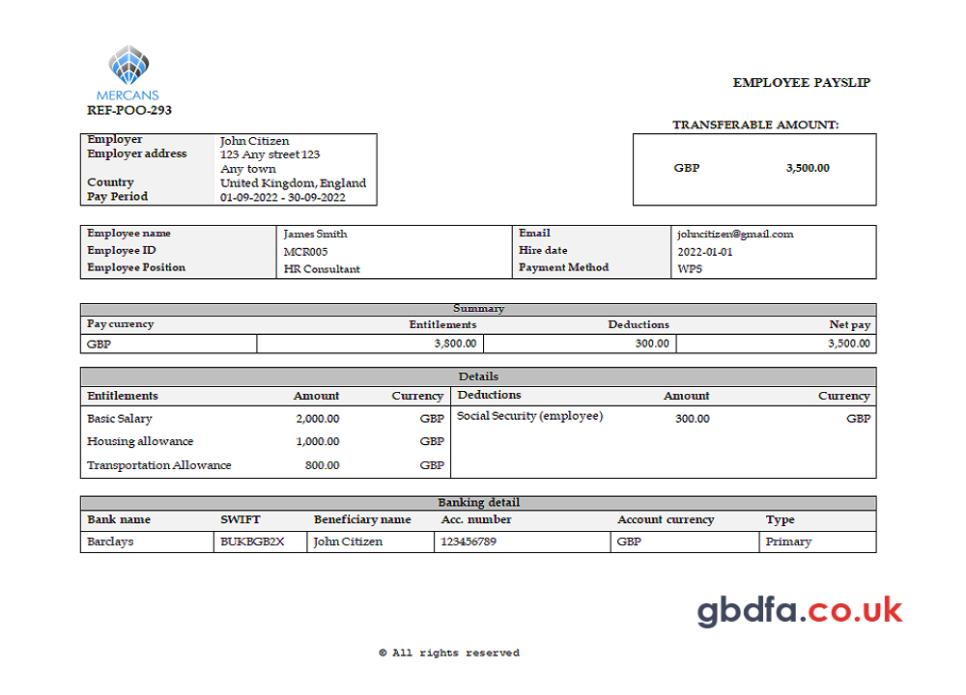 MERCANS
REF-POO-293
EMPLOYEE PAYSLIP
TRANSFERABLE AMOUNT:
GBP 3,500.00
Employer John Citizen
Employer address 123 Any street 123
Any town
Country United Kingdom, England
Pay Period 01-09-2022 - 30-09-2022
Employee name James Smith Email johncitizen@gmail.com
Employee ID MCR005 Hire date 2022-01-01
Employee Position HR Consultant Payment Method WPS
Summary
Pay currency Entitlements Deductions Net pay
GBP 3,800.00 300.00 3,500.00
Details
Entitlements Amount Currency Deductions Amount Currency
Basic Salary 2,000.00 GBP Social Security (employee) 300.00 GBP
Housing allowance 1,000.00 GBP
Transportation Allowance 800.00 GBP
Banking detail
Bank name SWIFT Beneficiary name Acc. number Account currency Type
Barclays BUKBGB2X John Citizen 123456789 GBP Primary
gbdfa.co.uk
© All rights reserved